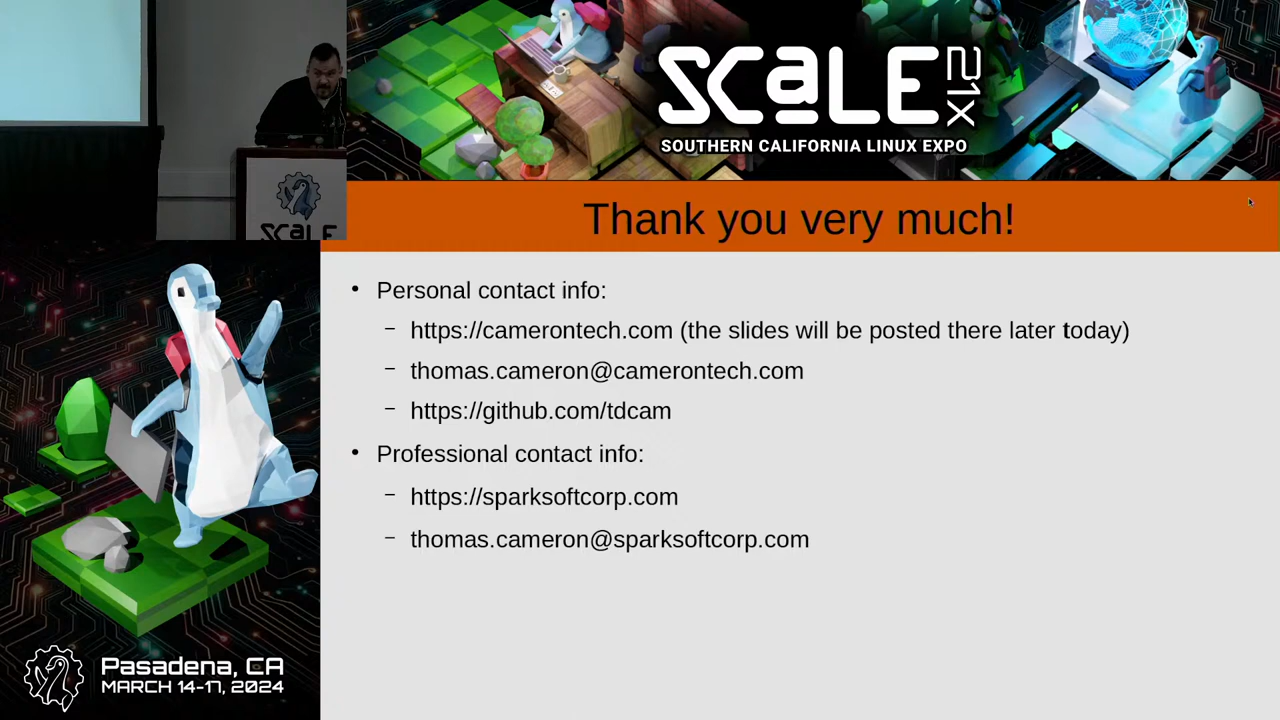 SCALE 21X
SOUTHERN CALIFORNIA LINUX EXPO
SCALE
Thank you very much!
• Personal contact info:
– https://camerontech.com (the slides will be posted there later today)
– thomas.cameron@camerontech.com
– https://github.com/tdcam
• Professional contact info:
– https://sparksoftcorp.com
– thomas.cameron@sparksoftcorp.com
Pasadena, CA
MARCH 14-17, 2024